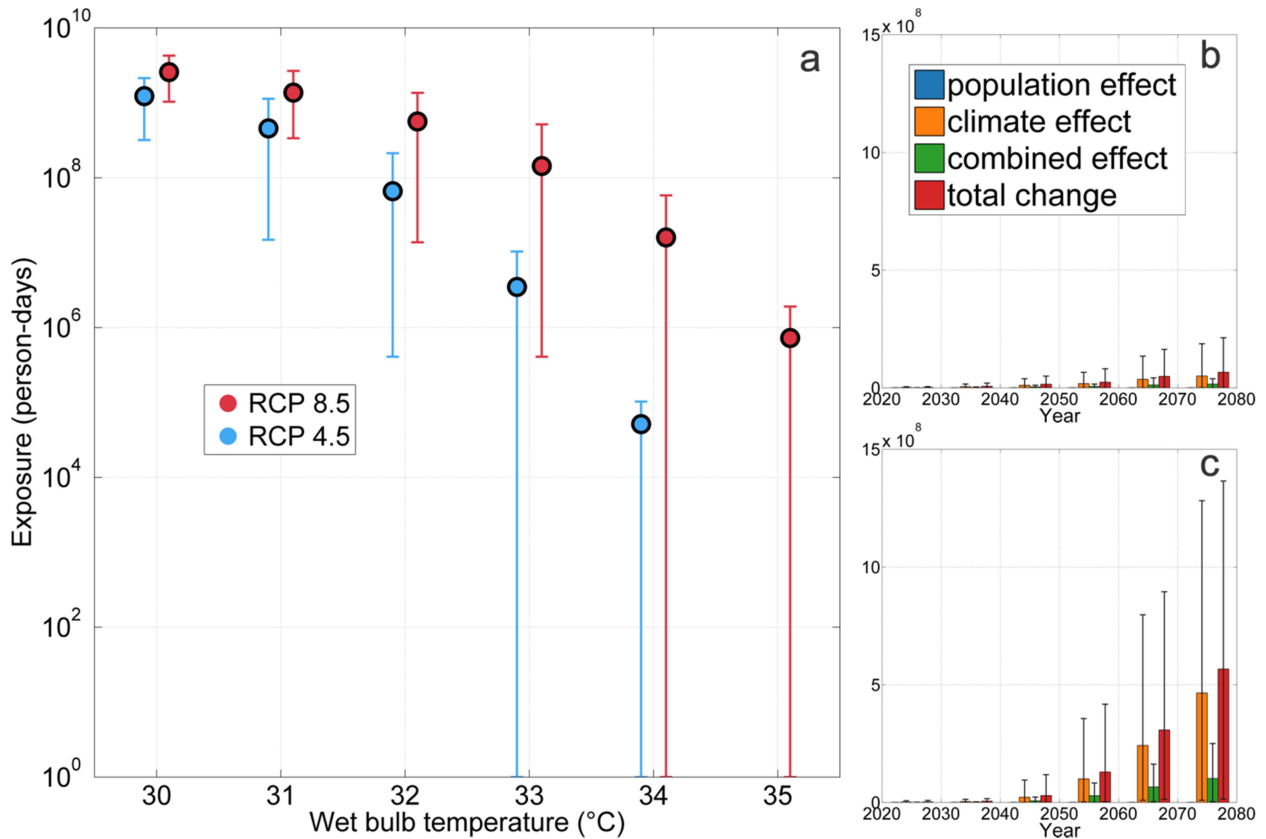 a
10^10
10^8
10^6
10^4
10^2
10^0
Exposure (person-days)
RCP 8.5
RCP 4.5
30 31 32 33 34 35
Wet bulb temperature (°C)
b
15 x 10^8
10
5
0
population effect
climate effect
combined effect
total change
2020 2030 2040 2050 2060 2070 2080
Year
c
15 x 10^8
10
5
0
2020 2030 2040 2050 2060 2070 2080
Year